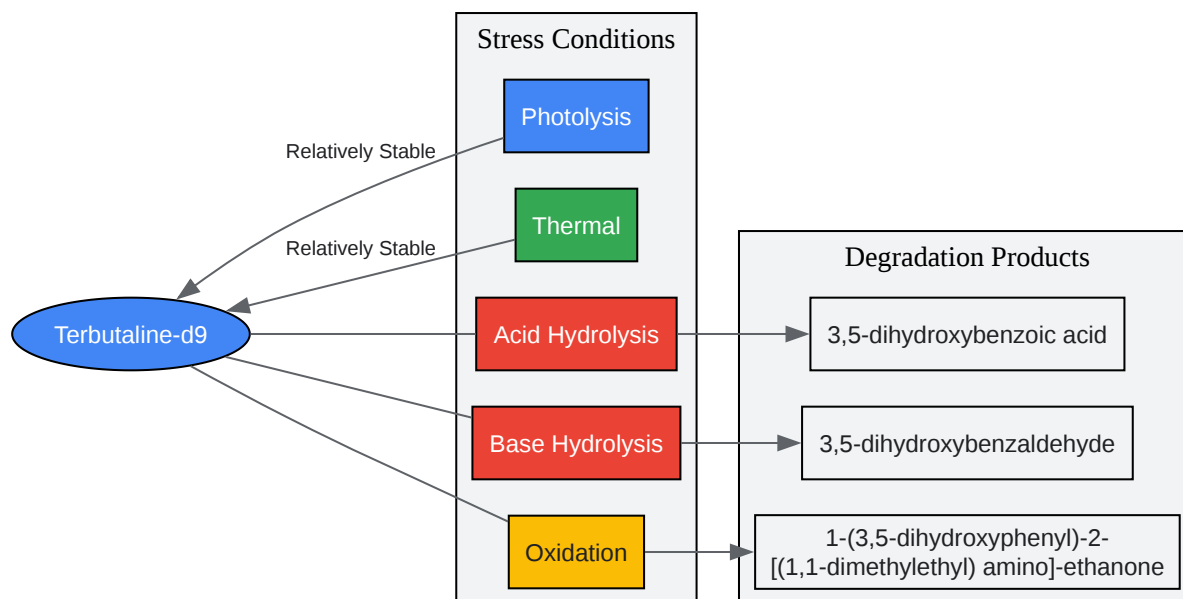 Stress Conditions
Photolysis
Relatively Stable
Thermal
Relatively Stable
Degradation Products
Terbutaline-d9
Acid Hydrolysis
3,5-dihydroxybenzoic acid
Base Hydrolysis
3,5-dihydroxybenzaldehyde
Oxidation
1-(3,5-dihydroxyphenyl)-2-
[(1,1-dimethylethyl) amino]-ethanone